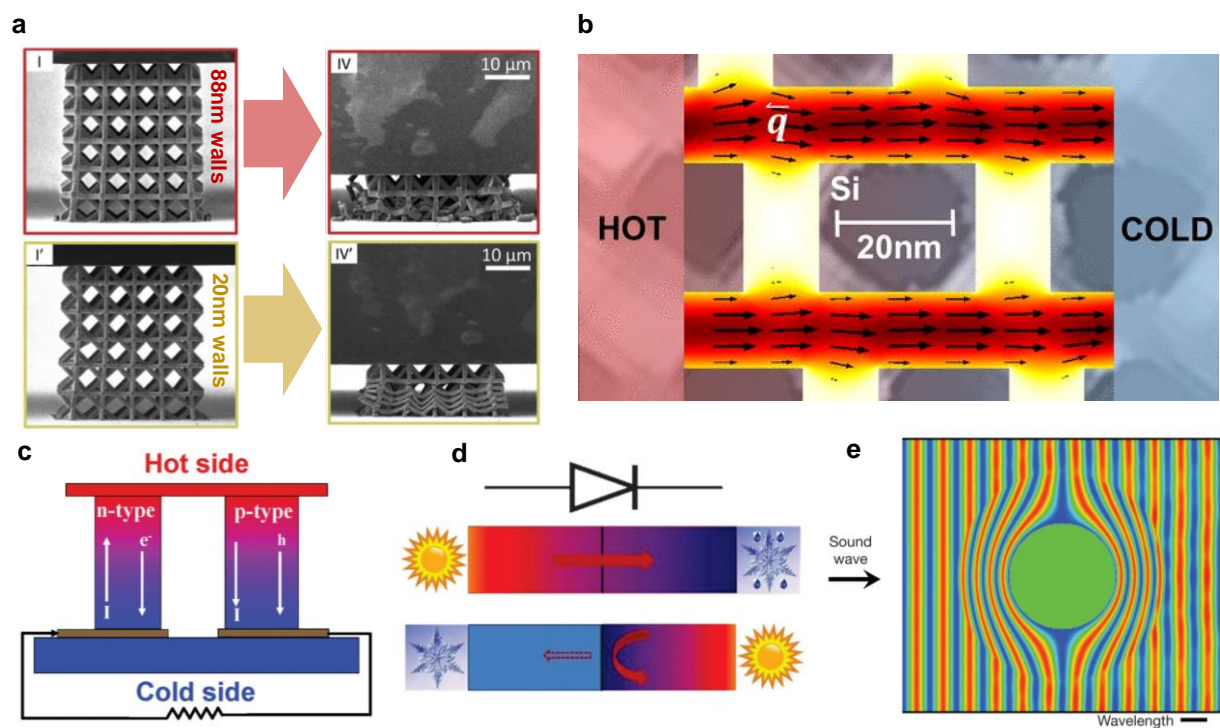 a
I
88nm walls
IV
10 µm
I'
20nm walls
IV'
10 µm
b
q
Si
20nm
HOT
COLD
c
Hot side
n-type
p-type
e-
h
I
I
Cold side
d
e
Sound
wave
Wavelength